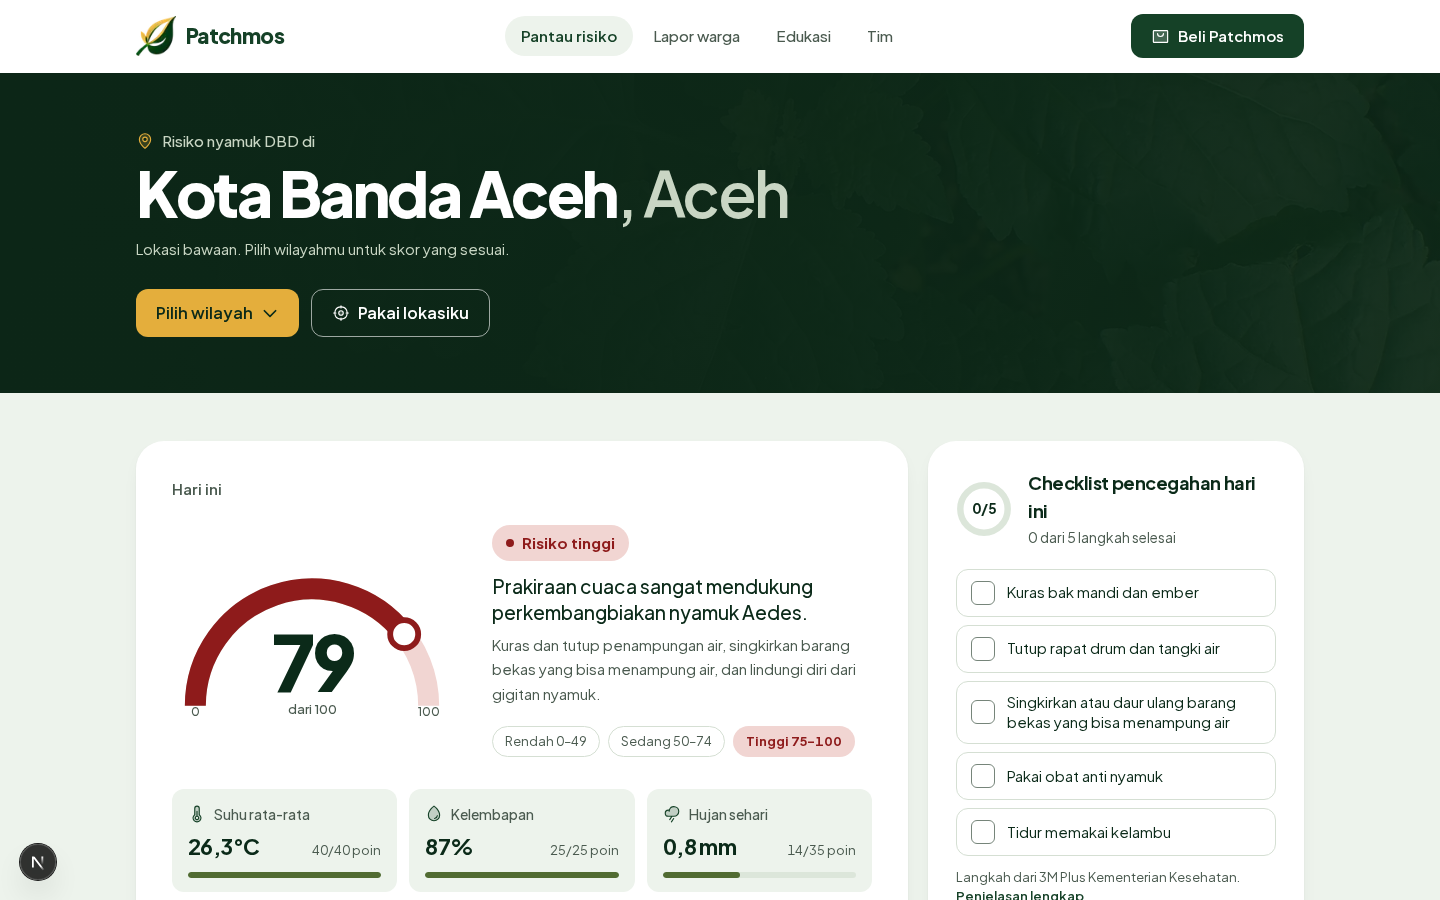 Patchmos
Pantau risiko
Lapor warga
Edukasi
Tim
Beli Patchmos
Risiko nyamuk DBD di
Kota Banda Aceh, Aceh
Lokasi bawaan. Pilih wilayahmu untuk skor yang sesuai.
Pilih wilayah
Pakai lokasiku
Hari ini
79
dari 100
0
100
Risiko tinggi
Prakiraan cuaca sangat mendukung
perkembangbiakan nyamuk Aedes.
Kuras dan tutup penampungan air, singkirkan barang
bekas yang bisa menampung air, dan lindungi diri dari
gigitan nyamuk.
Rendah 0–49
Sedang 50–74
Tinggi 75–100
Suhu rata-rata
26,3°C
40/40 poin
Kelembapan
87%
25/25 poin
Hujan sehari
0,8 mm
14/35 poin
0/5
Checklist pencegahan hari
ini
0 dari 5 langkah selesai
Kuras bak mandi dan ember
Tutup rapat drum dan tangki air
Singkirkan atau daur ulang barang
bekas yang bisa menampung air
Pakai obat anti nyamuk
Tidur memakai kelambu
Langkah dari 3M Plus Kementerian Kesehatan.
Penjelasan lengkap
N